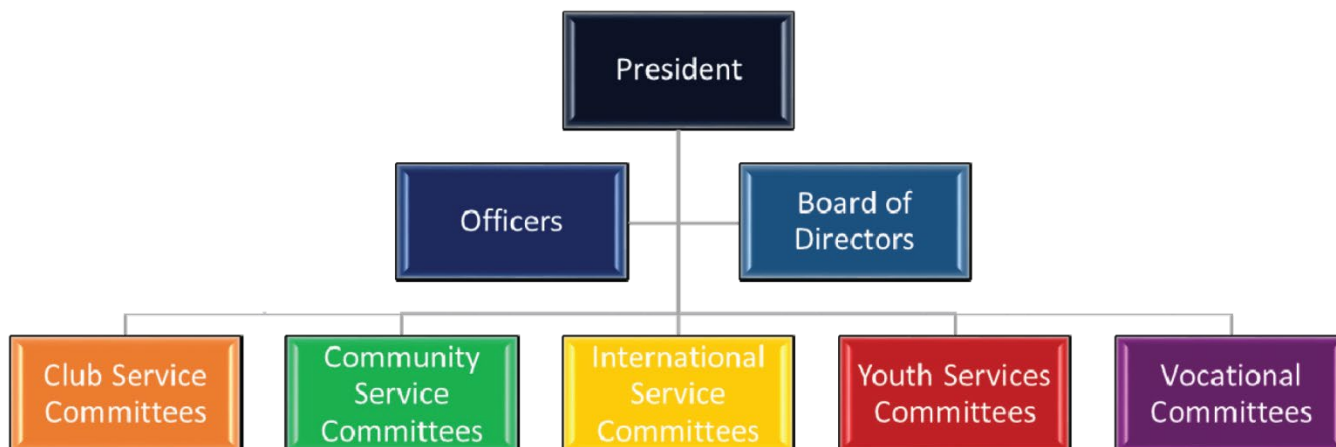 President
Officers
Board of
Directors
Club Service
Committees
Community
Service
Committees
International
Service
Committees
Youth Services
Committees
Vocational
Committees